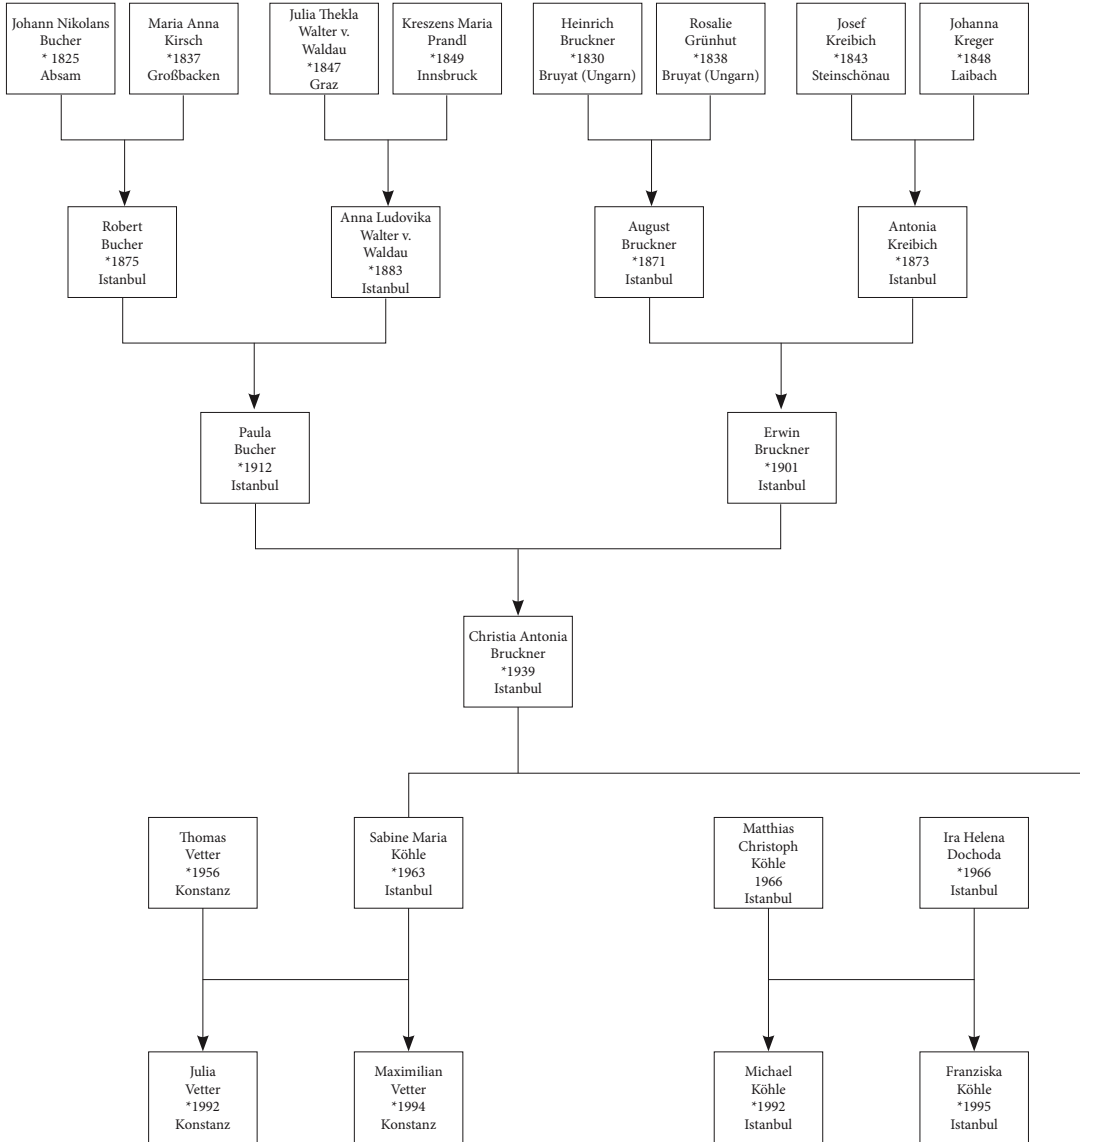 Johann Nikolans
Bucher
* 1825
Absam
Maria Anna
Kirsch
*1837
Großbacken
Julia Thekla
Walter v.
Waldau
*1847
Graz
Kreszens Maria
Prandl
*1849
Innsbruck
Heinrich
Bruckner
*1830
Bruyat (Ungarn)
Rosalie
Grünhut
*1838
Bruyat (Ungarn)
Josef
Kreibich
*1843
Steinschönau
Johanna
Kreger
*1848
Laibach
Robert
Bucher
*1875
Istanbul
Anna Ludovika
Walter v.
Waldau
*1883
Istanbul
August
Bruckner
*1871
Istanbul
Antonia
Kreibich
*1873
Istanbul
Paula
Bucher
*1912
Istanbul
Erwin
Bruckner
*1901
Istanbul
Christia Antonia
Bruckner
*1939
Istanbul
Thomas
Vetter
*1956
Konstanz
Sabine Maria
Köhle
*1963
Istanbul
Matthias
Christoph
Köhle
1966
Istanbul
Ira Helena
Dochoda
*1966
Istanbul
Julia
Vetter
*1992
Konstanz
Maximilian
Vetter
*1994
Konstanz
Michael
Köhle
*1992
Istanbul
Franziska
Köhle
*1995
Istanbul